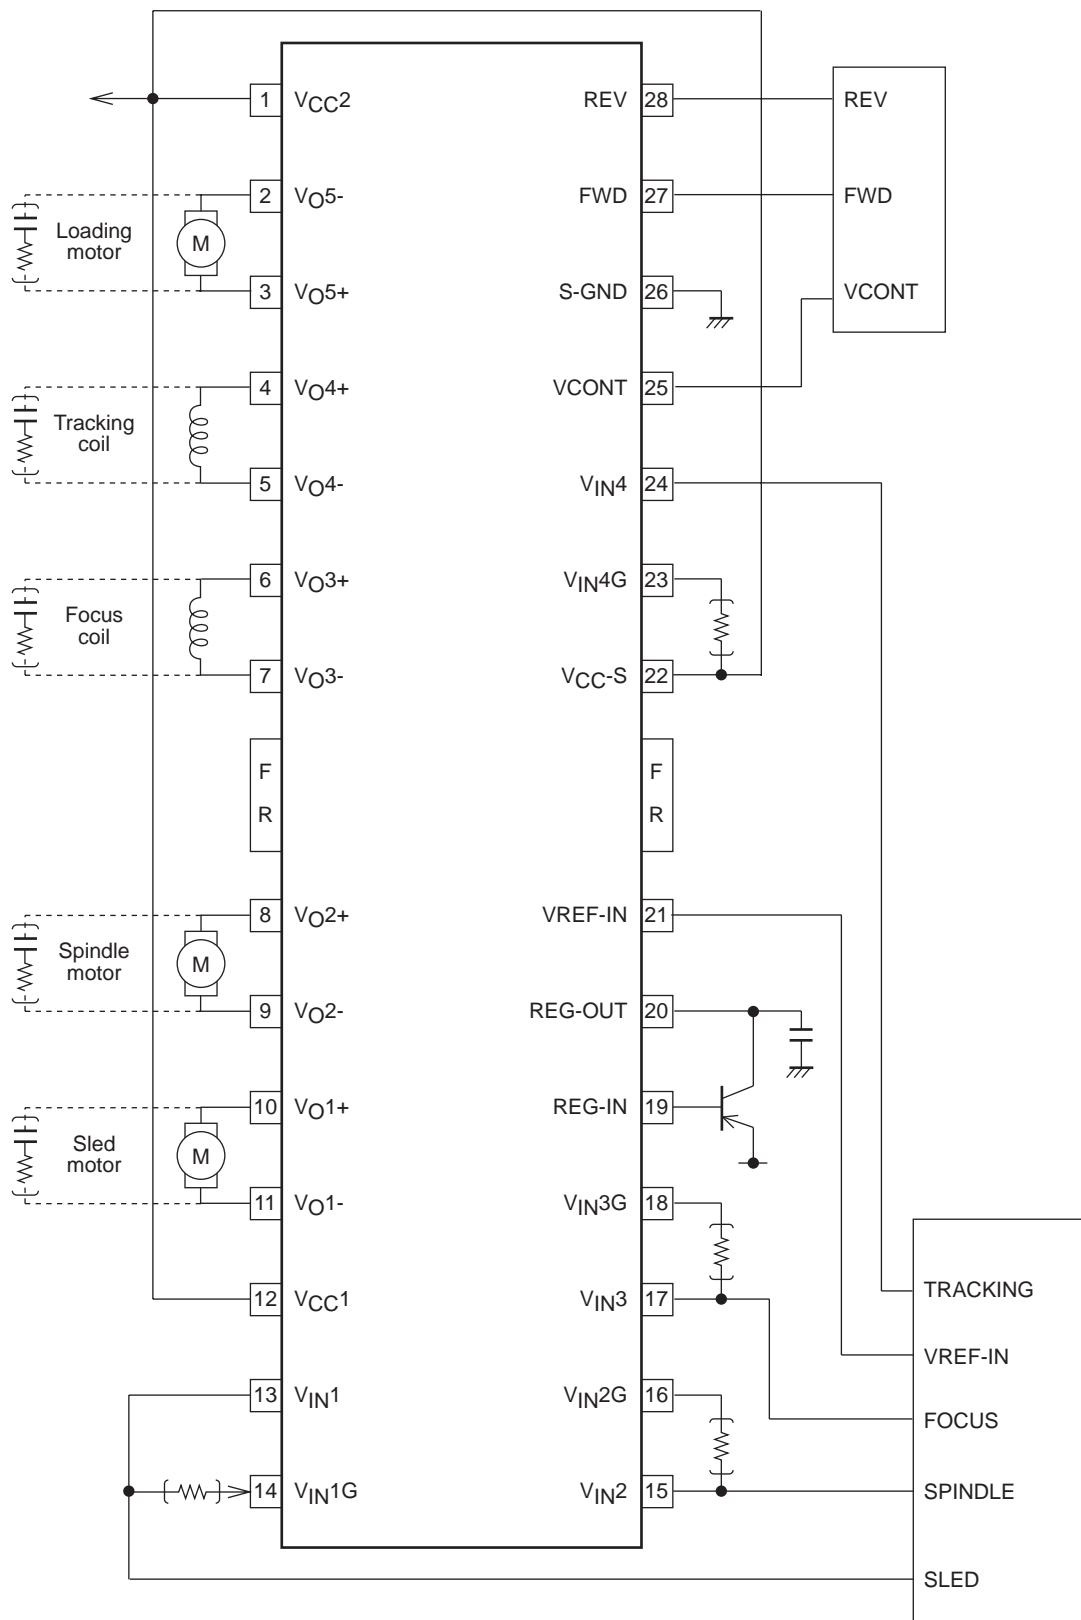 1 VCC2 REV 28 REV
2 VO5- FWD 27 FWD
Loading
motor
M
3 VO5+ S-GND 26 VCONT
4 VO4+ VCONT 25
Tracking
coil
5 VO4- VIN4 24
6 VO3+ VIN4G 23
Focus
coil
7 VO3- VCC-S 22
F F
R R
8 VO2+ VREF-IN 21
Spindle
motor
M
9 VO2- REG-OUT 20
10 VO1+ REG-IN 19
Sled
motor
M
11 VO1- VIN3G 18
12 VCC1 VIN3 17 TRACKING
VREF-IN
13 VIN1 VIN2G 16 FOCUS
14 VIN1G VIN2 15 SPINDLE
SLED